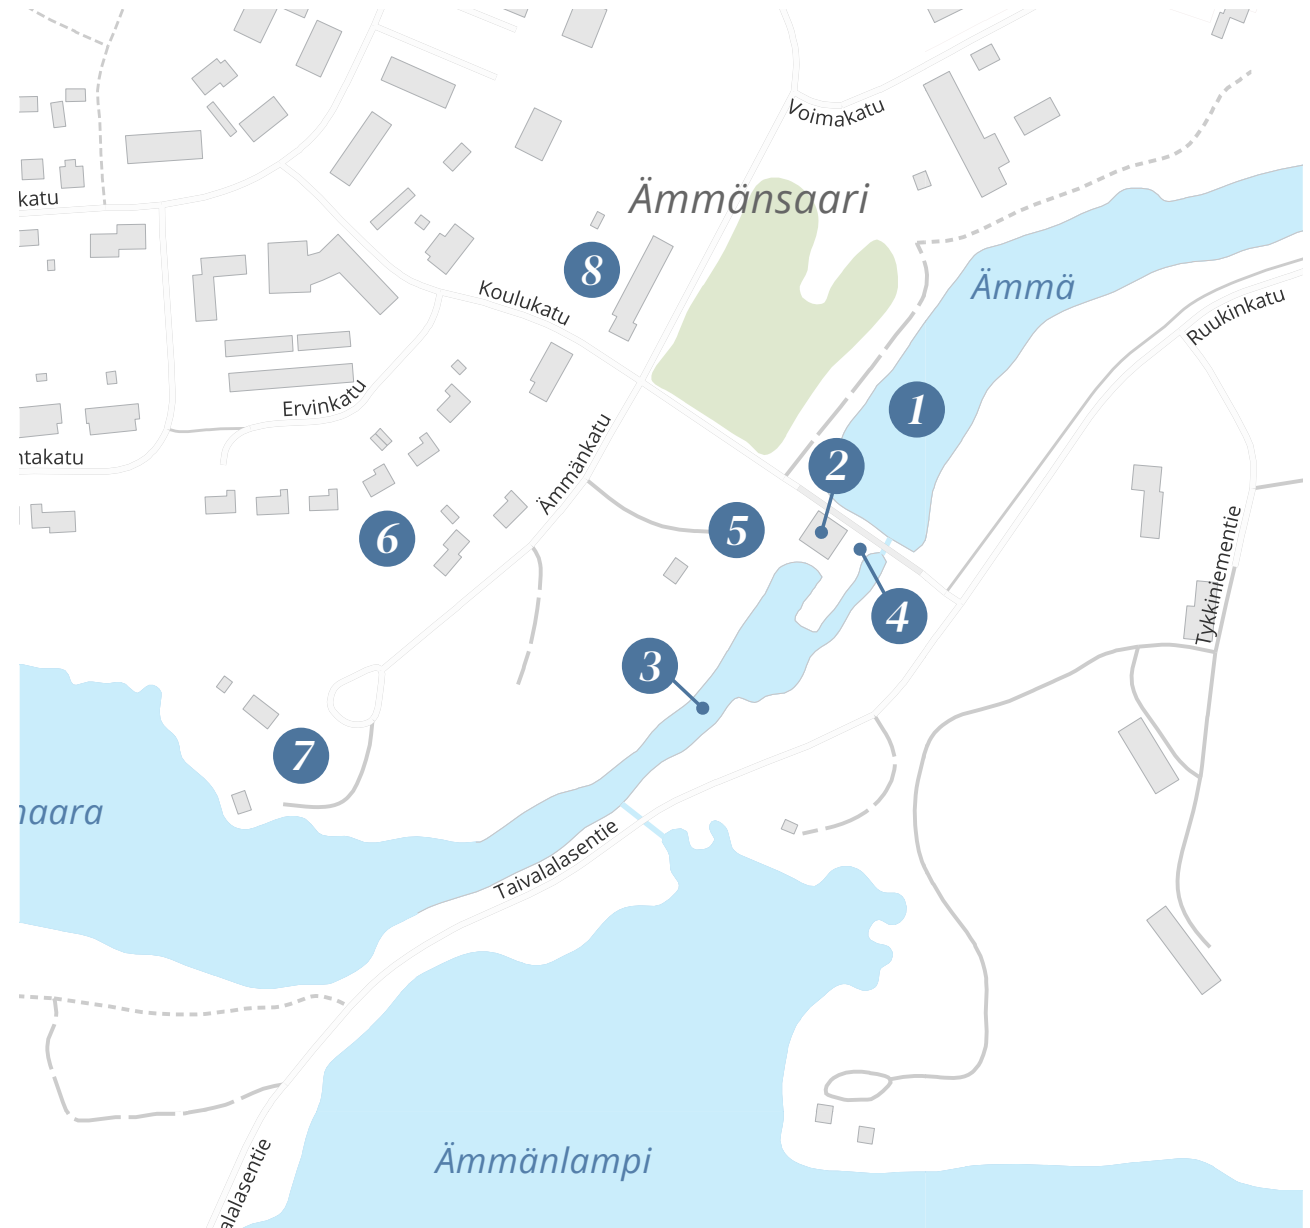 Voimakatu
Ämmänsaari
katu
8
Ämmä
Koulukatu
Ruukinkatu
Ervinkatu
1
ntakatu
Ämmänkatu
2
5
6
Tykkiniementie
4
3
7
haara
Taivalalasentie
Ämmänlampi
alalasentie